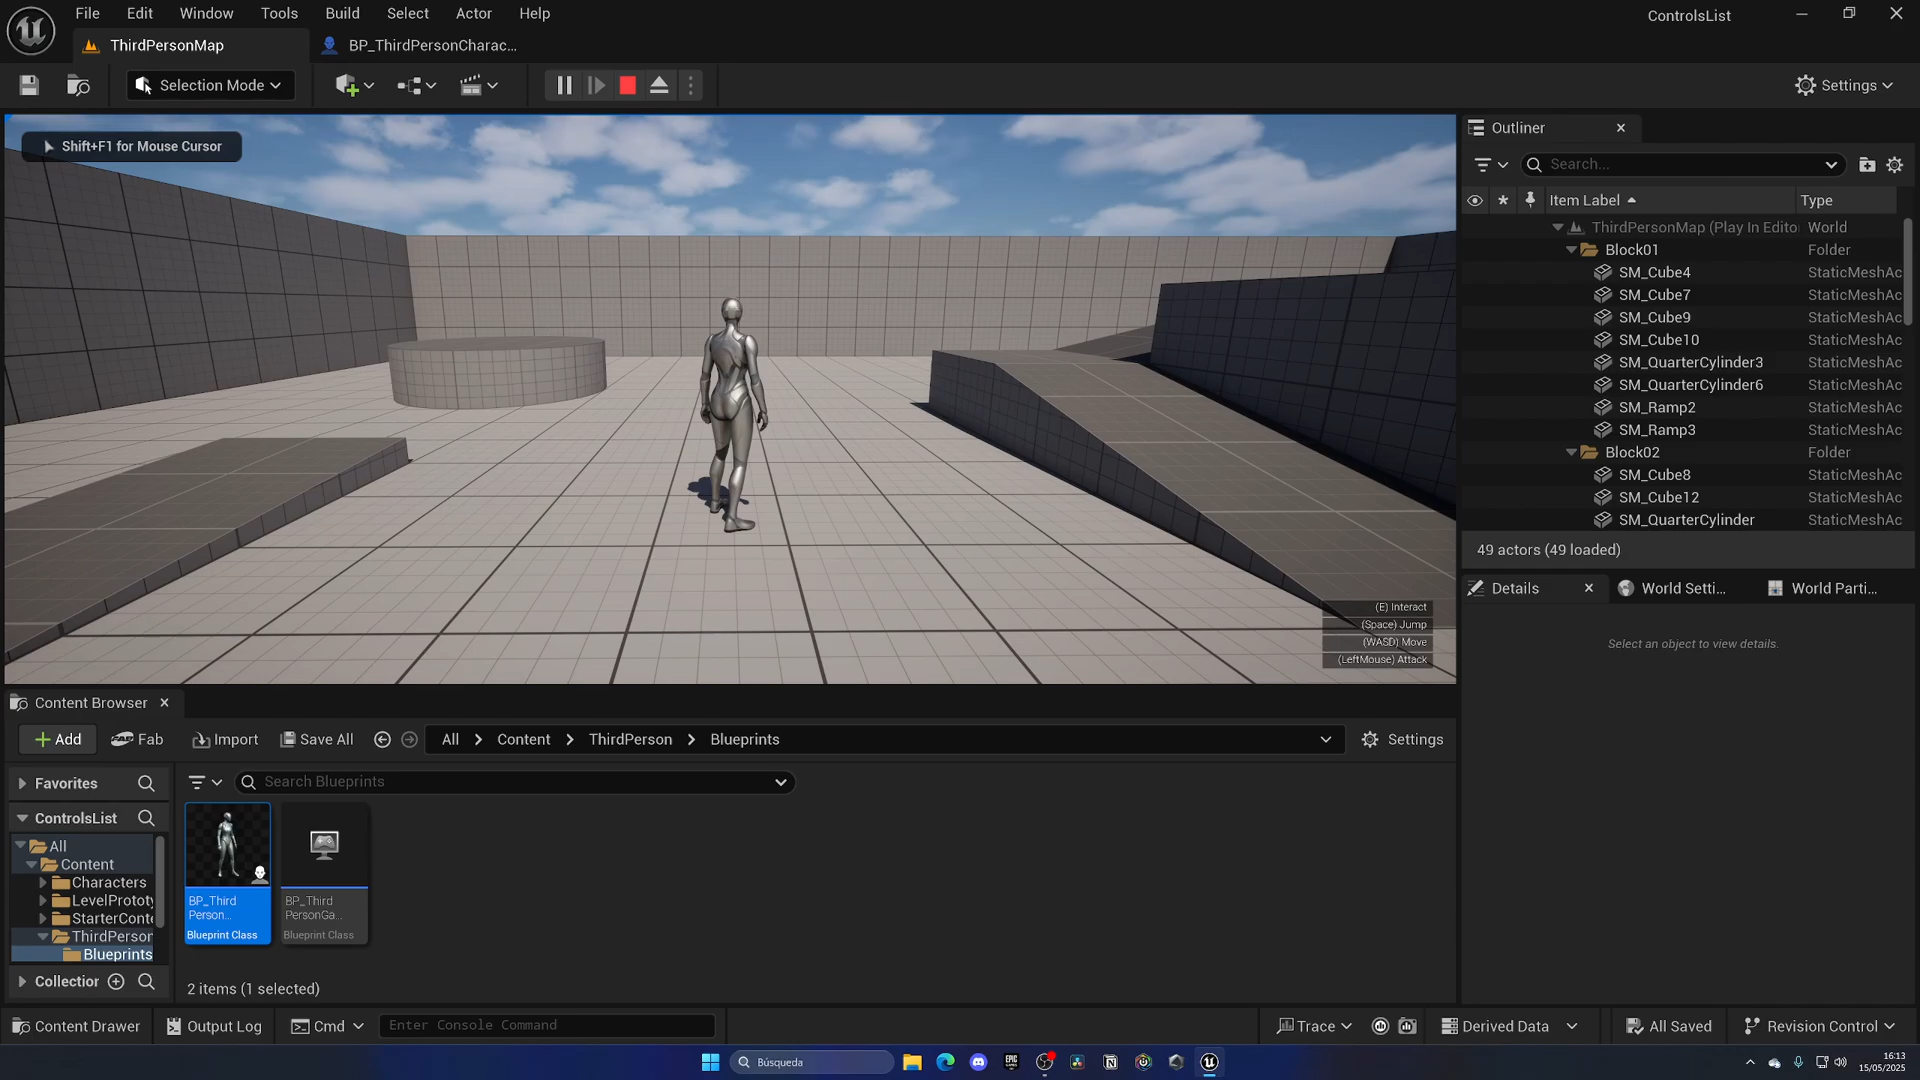 File Edit Window Tools Build Select Actor Help
ControlsList
ThirdPersonMap
BP_ThirdPersonCharac...
Selection Mode
Settings
Shift+F1 for Mouse Cursor
(E) Interact
(Space) Jump
(WASD) Move
(LeftMouse) Attack
Outliner
Search...
Item Label Type
ThirdPersonMap (Play In Edito World
Block01 Folder
SM_Cube4 StaticMeshAc
SM_Cube7 StaticMeshAc
SM_Cube9 StaticMeshAc
SM_Cube10 StaticMeshAc
SM_QuarterCylinder3 StaticMeshAc
SM_QuarterCylinder6 StaticMeshAc
SM_Ramp2 StaticMeshAc
SM_Ramp3 StaticMeshAc
Block02 Folder
SM_Cube8 StaticMeshAc
SM_Cube12 StaticMeshAc
SM_QuarterCylinder StaticMeshAc
49 actors (49 loaded)
Details
World Setti...
World Parti...
Select an object to view details.
Content Browser
Add
Fab
Import
Save All
All > Content > ThirdPerson > Blueprints
Settings
Favorites
Search Blueprints
ControlsList
All
Content
Characters
LevelPrototy
StarterConte
ThirdPerson
Blueprints
Collection
BP_Third
Person...
Blueprint Class
BP_Third
PersonGa...
Blueprint Class
2 items (1 selected)
Content Drawer
Output Log
Cmd
Enter Console Command
Trace
Derived Data
All Saved
Revision Control
Búsqueda
EPIC
16:13
15/05/2025